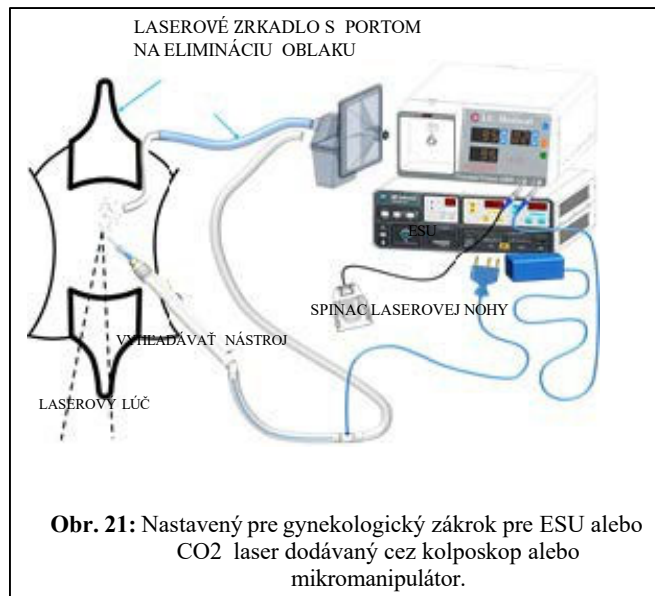 LASEROVÉ ZRKADLO S PORTOM
NA ELIMINÁCIU OBLAKU
ESU
SPINAC LASEROVEJ NOHY
VYHĽADÁVAŤ NÁSTROJ
LASEROVÝ LÚČ
Obr. 21: Nastavený pre gynekologický zákrok pre ESU alebo
CO2 laser dodávaný cez kolposkop alebo
mikromanipulátor.